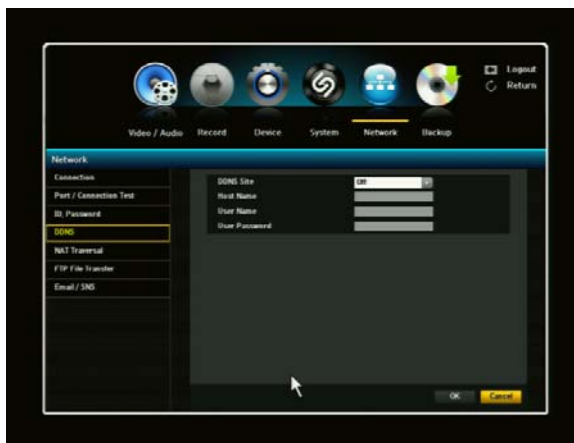 Logout
Return
Video / Audio Record Device System Network Backup
Network
Connection
Port / Connection Test
ID, Password
DDNS
NAT Traversal
FTP File Transfer
Email / SNS
DDNS Site Off
Host Name
User Name
User Password
OK Cancel